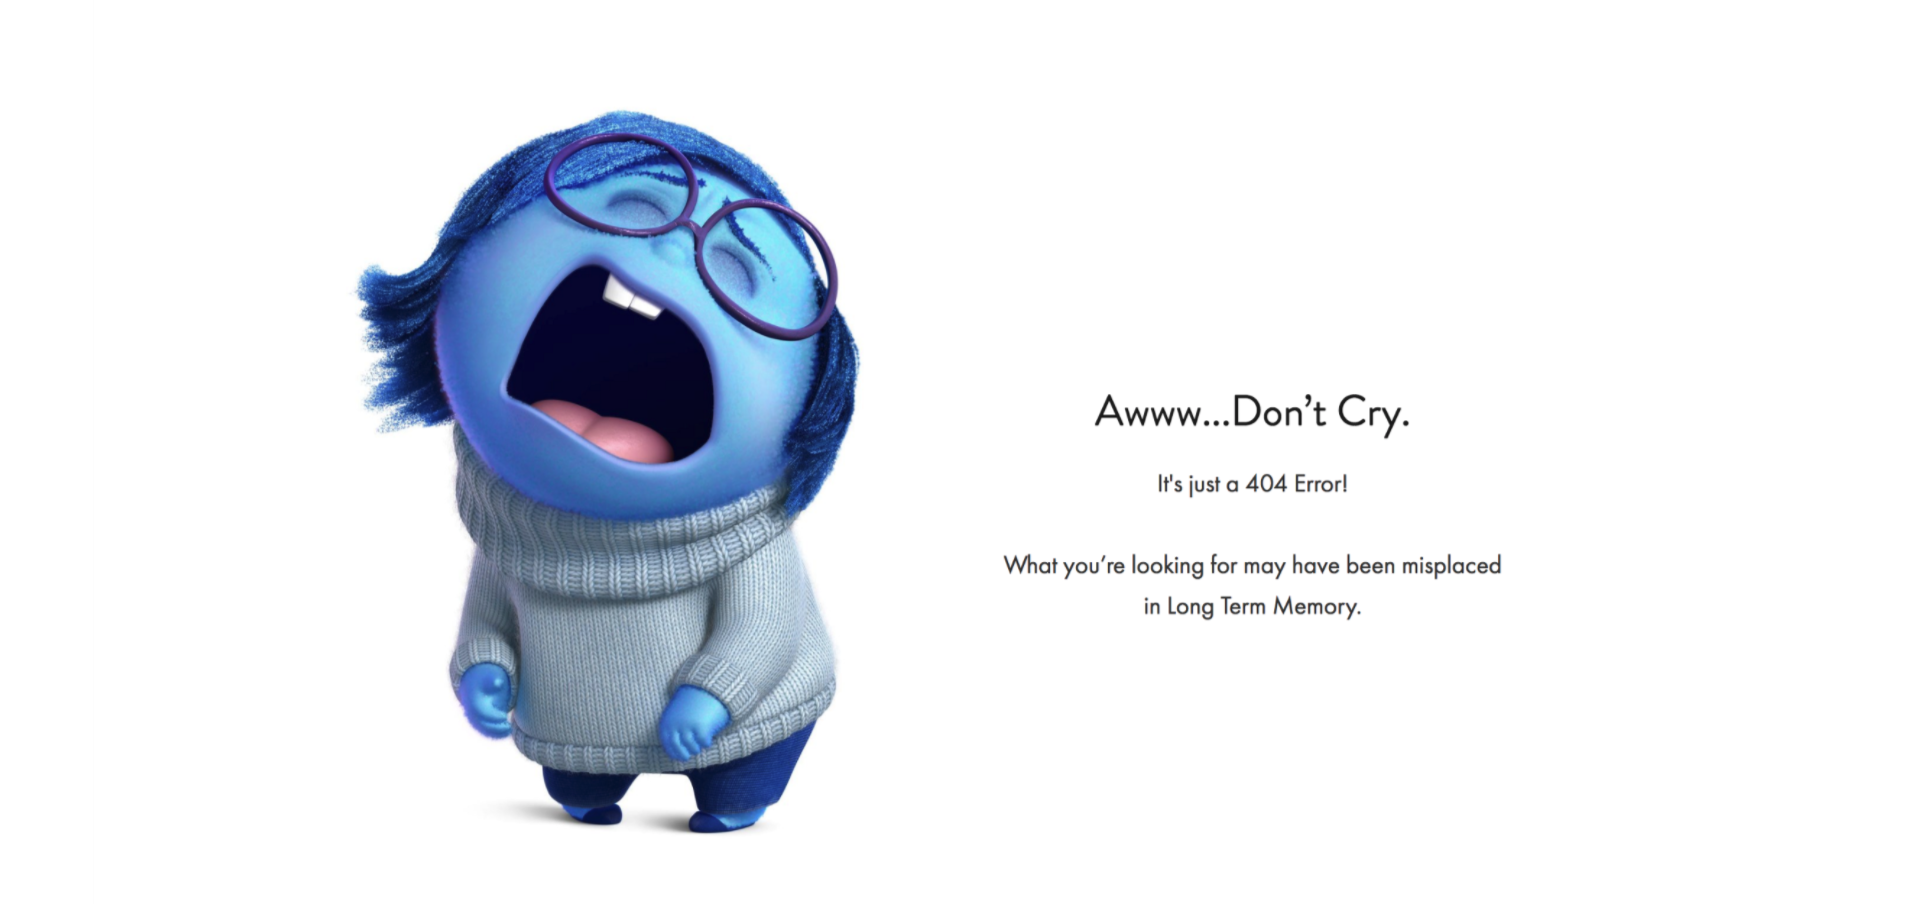 Awww...Don’t Cry.
It's just a 404 Error!
What you’re looking for may have been misplaced
in Long Term Memory.